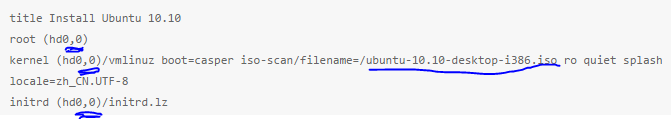 title Install Ubuntu 10.10
root (hd0,0)
kernel (hd0,0)/vmlinuz boot=casper iso-scan/filename=/ubuntu-10.10-desktop-i386.iso ro quiet splash
locale=zh_CN.UTF-8
initrd (hd0,0)/initrd.lz